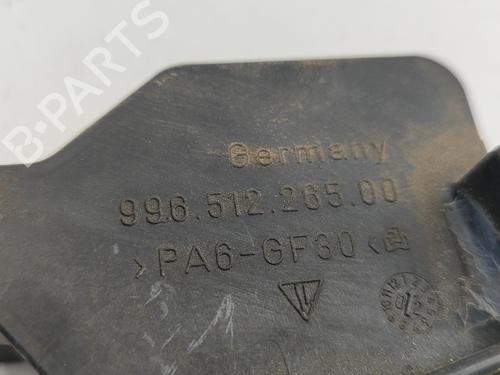 B-PARTS
Germany
996.512.265.00
>PA6-GF30<